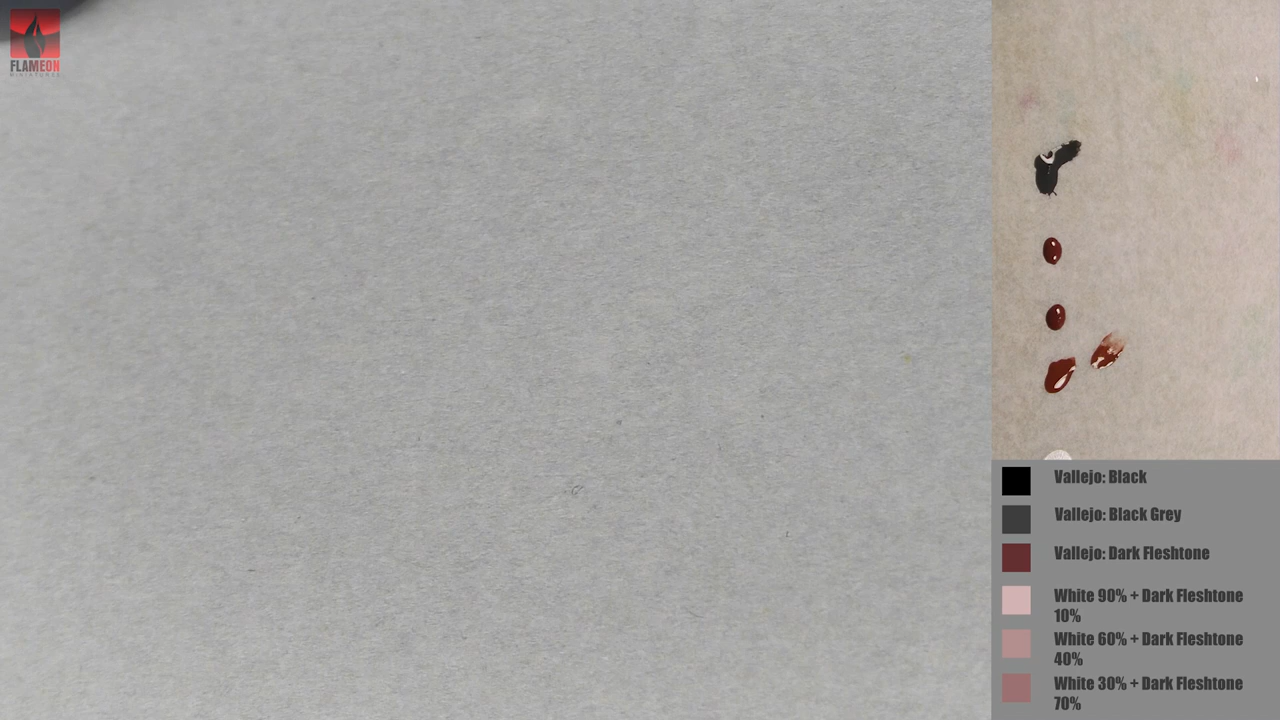 FLAMEON
MINIATURES
Vallejo: Black
Vallejo: Black Grey
Vallejo: Dark Fleshtone
White 90% + Dark Fleshtone
10%
White 60% + Dark Fleshtone
40%
White 30% + Dark Fleshtone
70%